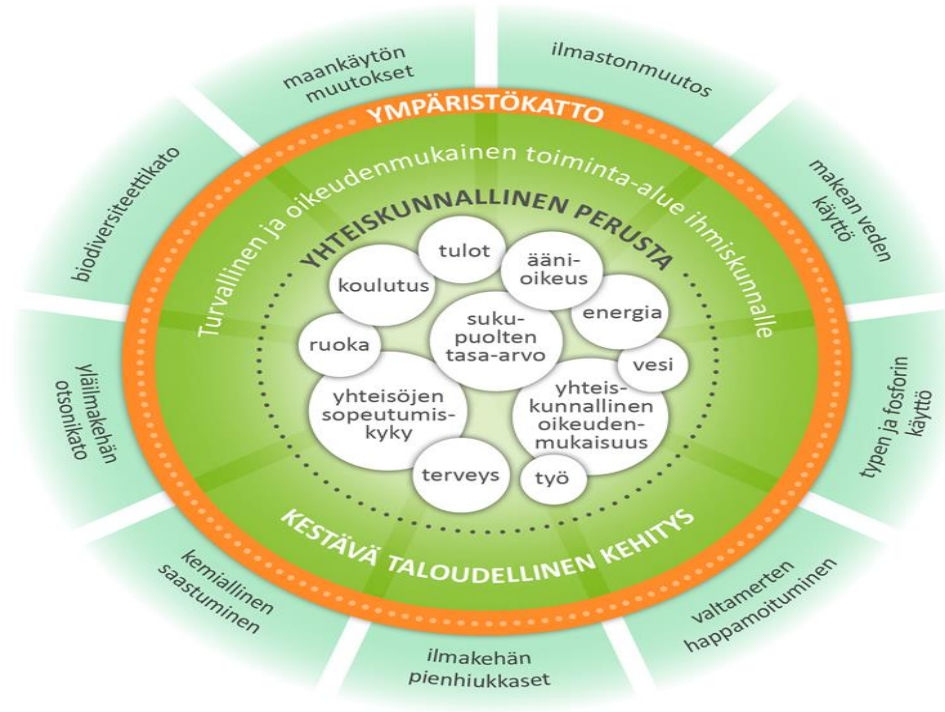 maankäytön
muutokset
ilmastonmuutos
makean veden
käyttö
typen ja fosforin
käyttö
valtamerten
happamoituminen
ilmakehän
pienhiukkaset
kemiallinen
saastuminen
yläilmakehän
otsonikato
biodiversiteettikato
YMPÄRISTÖKATTO
Turvallinen ja oikeudenmukainen toiminta-alue ihmiskunnalle
YHTEISKUNNALLINEN PERUSTA
tulot
ääni-
oikeus
koulutus
energia
suku-
puolten
tasa-arvo
ruoka
vesi
yhteisöjen
sopeutumis-
kyky
yhteis-
kunnallinen
oikeuden-
mukaisuus
terveys
työ
KESTÄVÄ TALOUDELLINEN KEHITYS